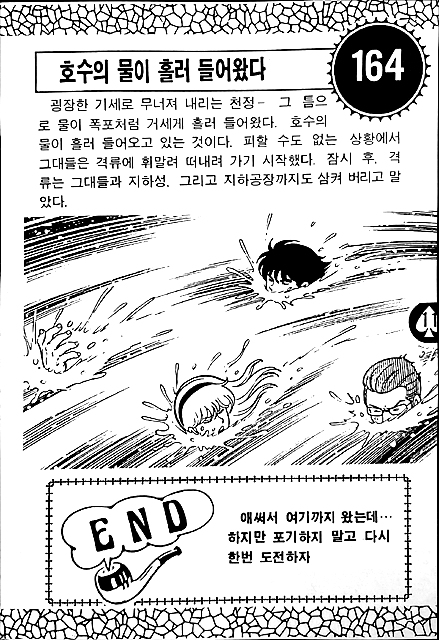 164
호수의 물이 흘러 들어왔다
굉장한 기세로 무너져 내리는 천정— 그 틈으
로 물이 폭포처럼 거세게 흘러 들어왔다. 호수의
물이 흘러 들어오고 있는 것이다. 피할 수도 없는 상황에서
그대들은 격류에 휘말려 떠내려 가기 시작했다. 잠시 후, 격
류는 그대들과 지하성, 그리고 지하공장까지도 삼켜 버리고 말
았다.
END
애써서 여기까지 왔는데…
하지만 포기하지 말고 다시
한번 도전하자